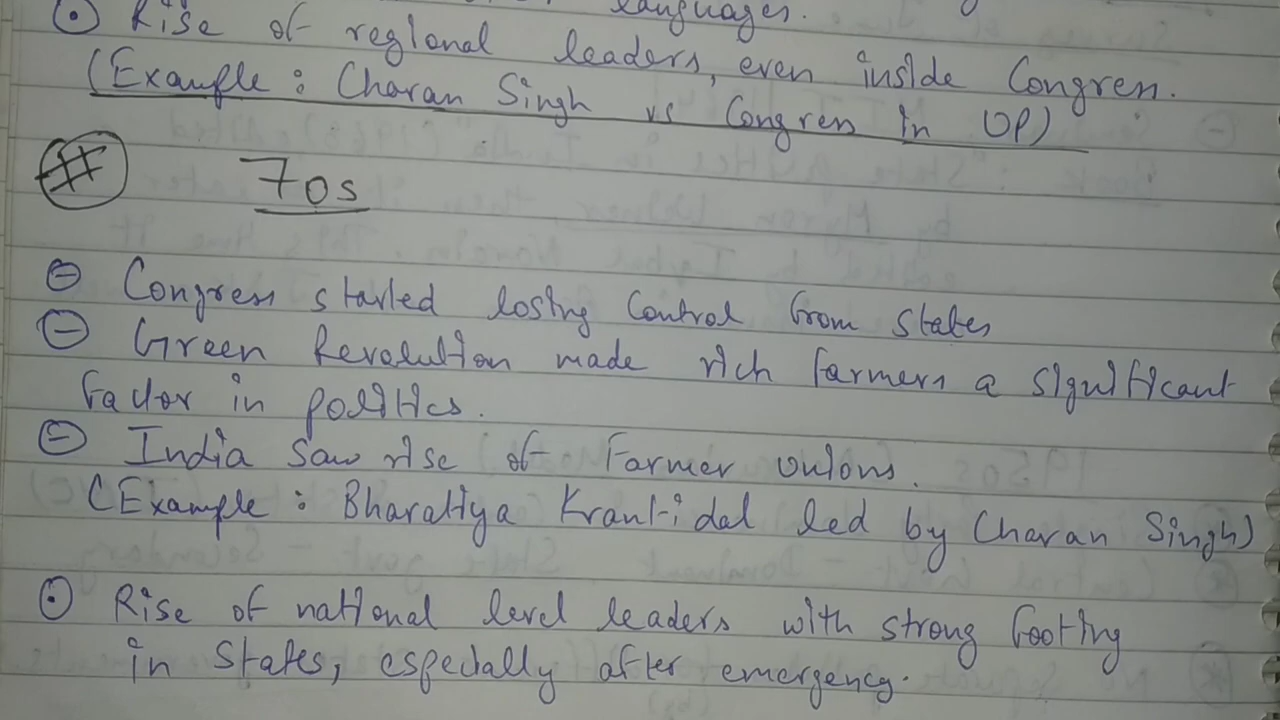 languages.
Rise of regional leaders, even inside Congress.
(Example : Charan Singh vs Congress in UP)
# 70s
Congress started losing control from states
Green Revolution made rich farmers a significant
factor in politics.
India saw rise of Farmer unions.
(Example : Bharatiya Kranti dal led by Charan Singh)
Rise of national level leaders with strong footing
in states, especially after emergency.